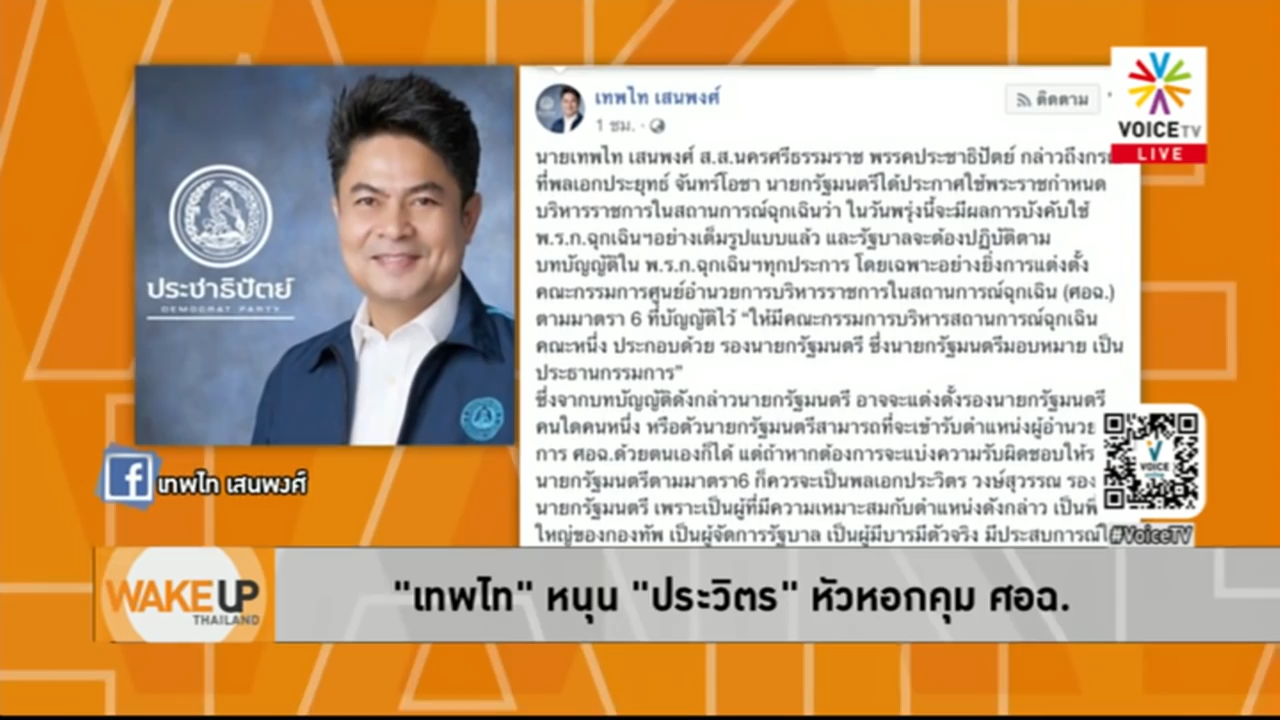 ประชาธิปัตย์
DEMOCRAT PARTY
เทพไท เสนพงศ์
เทพไท เสนพงศ์
1 ชม.
ติดตาม
VOICE TV
LIVE
นายเทพไท เสนพงศ์ ส.ส.นครศรีธรรมราช พรรคประชาธิปัตย์ กล่าวถึงกรณ
ที่พลเอกประยุทธ์ จันทร์โอชา นายกรัฐมนตรีได้ประกาศใช้พระราชกำหนด
บริหารราชการในสถานการณ์ฉุกเฉินว่า ในวันพรุ่งนี้จะมีผลการบังคับใช้
พ.ร.ก.ฉุกเฉินฯอย่างเต็มรูปแบบแล้ว และรัฐบาลจะต้องปฏิบัติตาม
บทบัญญัติใน พ.ร.ก.ฉุกเฉินฯทุกประการ โดยเฉพาะอย่างยิ่งการแต่งตั้ง
คณะกรรมการศูนย์อำนวยการบริหารราชการในสถานการณ์ฉุกเฉิน (ศอฉ.)
ตามมาตรา 6 ที่บัญญัติไว้ "ให้มีคณะกรรมการบริหารสถานการณ์ฉุกเฉิน
คณะหนึ่ง ประกอบด้วย รองนายกรัฐมนตรี ซึ่งนายกรัฐมนตรีมอบหมาย เป็น
ประธานกรรมการ"
ซึ่งจากบทบัญญัติดังกล่าวนายกรัฐมนตรี อาจจะแต่งตั้งรองนายกรัฐมนตรี
คนใดคนหนึ่ง หรือตัวนายกรัฐมนตรีสามารถที่จะเข้ารับตำแหน่งผู้อำนวย
การ ศอฉ.ด้วยตนเองก็ได้ แต่ถ้าหากต้องการจะแบ่งความรับผิดชอบให้ร
นายกรัฐมนตรีตามมาตรา6 ก็ควรจะเป็นพลเอกประวิตร วงษ์สุวรรณ รอง
นายกรัฐมนตรี เพราะเป็นผู้ที่มีความเหมาะสมกับตำแหน่งดังกล่าว เป็นพี่
ใหญ่ของกองทัพ เป็นผู้จัดการรัฐบาล เป็นผู้มีบารมีตัวจริง มีประสบการณ์
VOICE
#VoiceTV
WAKE UP
THAILAND
"เทพไท" หนุน "ประวิตร" หัวหอกคุม ศอฉ.